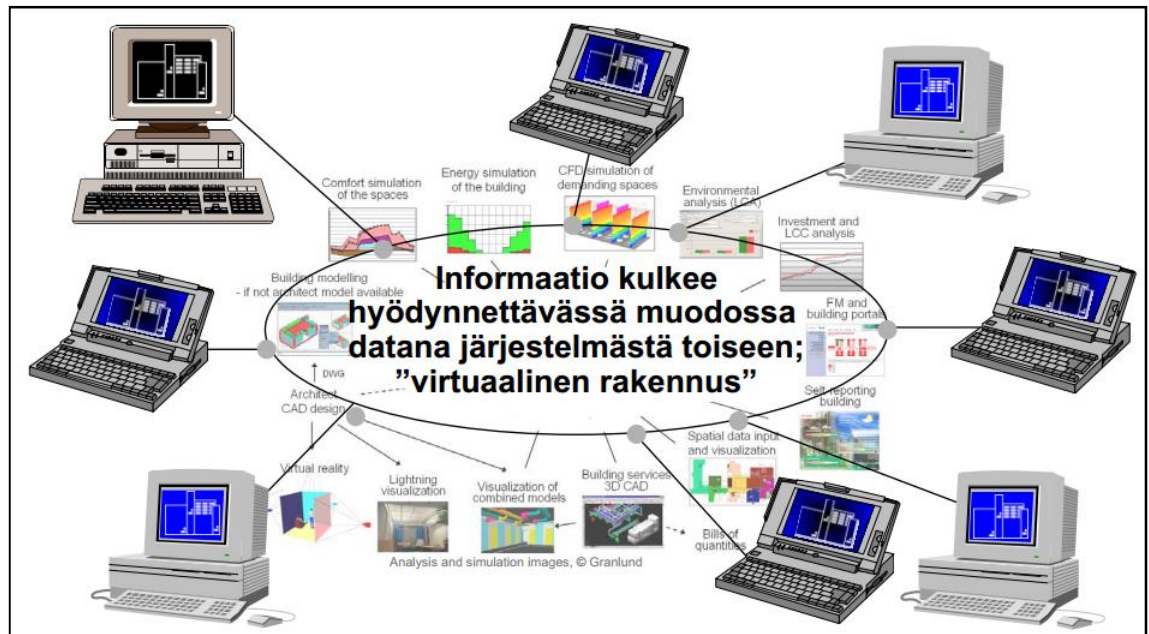 Comfort simulation
of the spaces
Energy simulation
of the building
CFD simulation of
demanding spaces
Environmental
analysis (LCA)
Investment and
LCC analysis
Building modelling
- if not architect model available
Informaatio kulkee
hyödynnettävässä muodossa
datana järjestelmästä toiseen;
”virtuaalinen rakennus”
FM and
building portals
DWG
Architect
CAD design
Self-reporting
building
Spatial data input
and visualization
Virtual reality
Lightning
visualization
Visualization of
combined models
Building services
3D CAD
Bills of
quantities
Analysis and simulation images, © Granlund